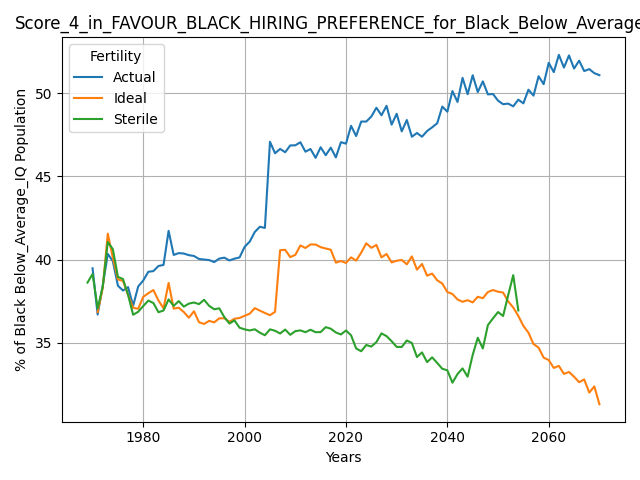 Score_4_in_FAVOUR_BLACK_HIRING_PREFERENCE_for_Black_Below_Average
Fertility
Actual
Ideal
Sterile
% of Black Below_Average_IQ Population
50
45
40
35
1980
2000
2020
2040
2060
Years